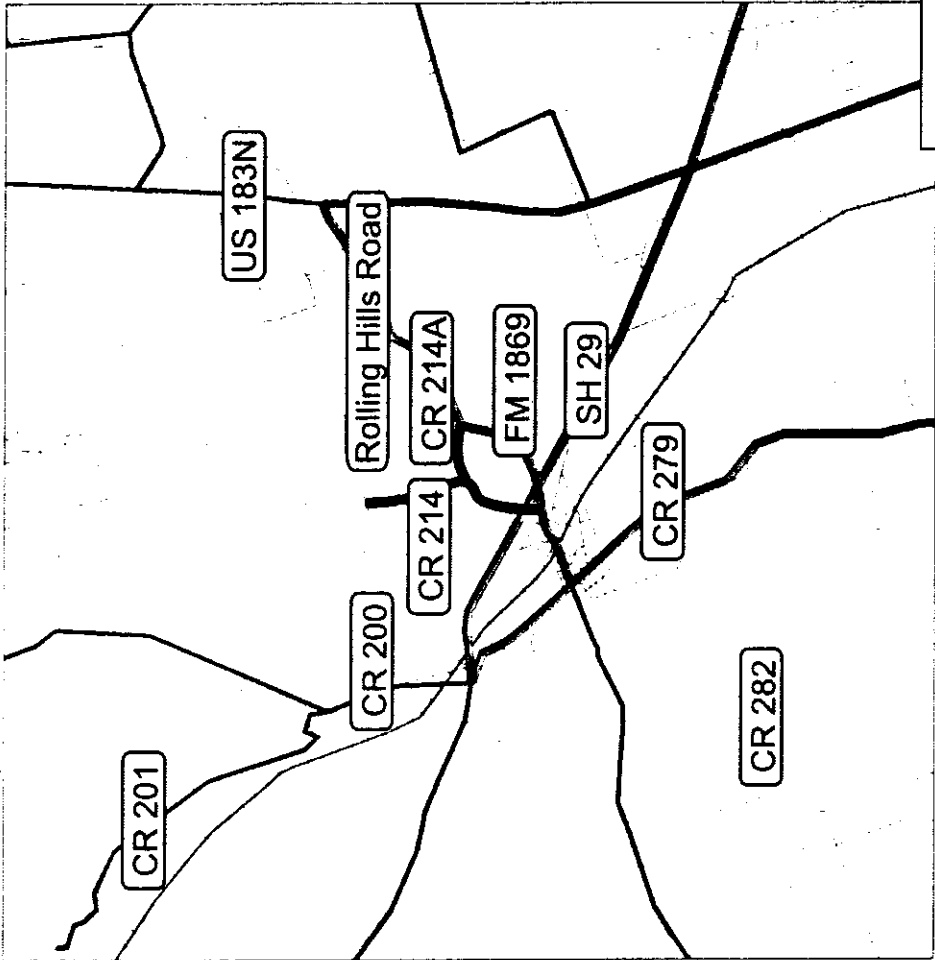 US 183N
Rolling Hills Road
CR 214A
FM 1869
SH 29
CR 279
CR 214
CR 200
CR 201
CR 282